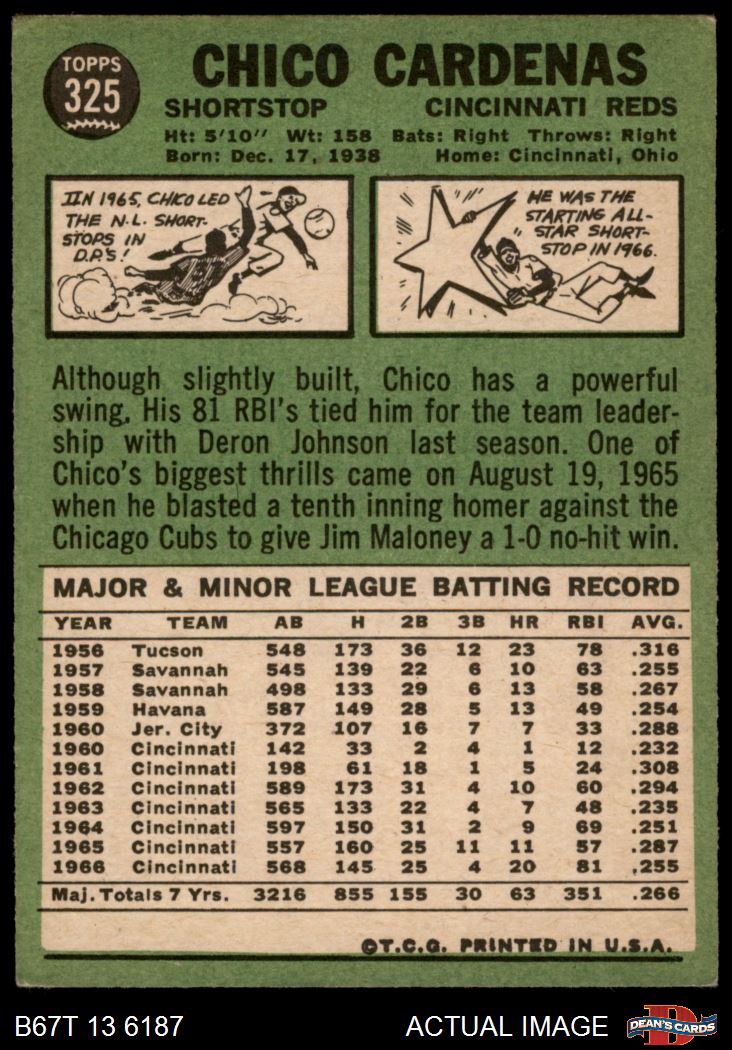 TOPPS
325
CHICO CARDENAS
SHORTSTOP CINCINNATI REDS
Ht: 5'10" Wt: 158 Bats: Right Throws: Right
Born: Dec. 17, 1938 Home: Cincinnati, Ohio
IN 1965, CHICO LED
THE N.L. SHORT-
STOPS IN
D.P.'S!
HE WAS THE
STARTING ALL-
STAR SHORT-
STOP IN 1966.
Although slightly built, Chico has a powerful
swing. His 81 RBI's tied him for the team leader-
ship with Deron Johnson last season. One of
Chico's biggest thrills came on August 19, 1965
when he blasted a tenth inning homer against the
Chicago Cubs to give Jim Maloney a 1-0 no-hit win.
MAJOR & MINOR LEAGUE BATTING RECORD
YEAR TEAM AB H 2B 3B HR RBI AVG.
1956 Tucson 548 173 36 12 23 78 .316
1957 Savannah 545 139 22 6 10 63 .255
1958 Savannah 498 133 29 6 13 58 .267
1959 Havana 587 149 28 5 13 49 .254
1960 Jer. City 372 107 16 7 7 33 .288
1960 Cincinnati 142 33 2 4 1 12 .232
1961 Cincinnati 198 61 18 1 5 24 .308
1962 Cincinnati 589 173 31 4 10 60 .294
1963 Cincinnati 565 133 22 4 7 48 .235
1964 Cincinnati 597 150 31 2 9 69 .251
1965 Cincinnati 557 160 25 11 11 57 .287
1966 Cincinnati 568 145 25 4 20 81 .255
Maj. Totals 7 Yrs. 3216 855 155 30 63 351 .266
©T.C.G. PRINTED IN U.S.A.
B67T 13 6187 ACTUAL IMAGE DEAN'S CARDS